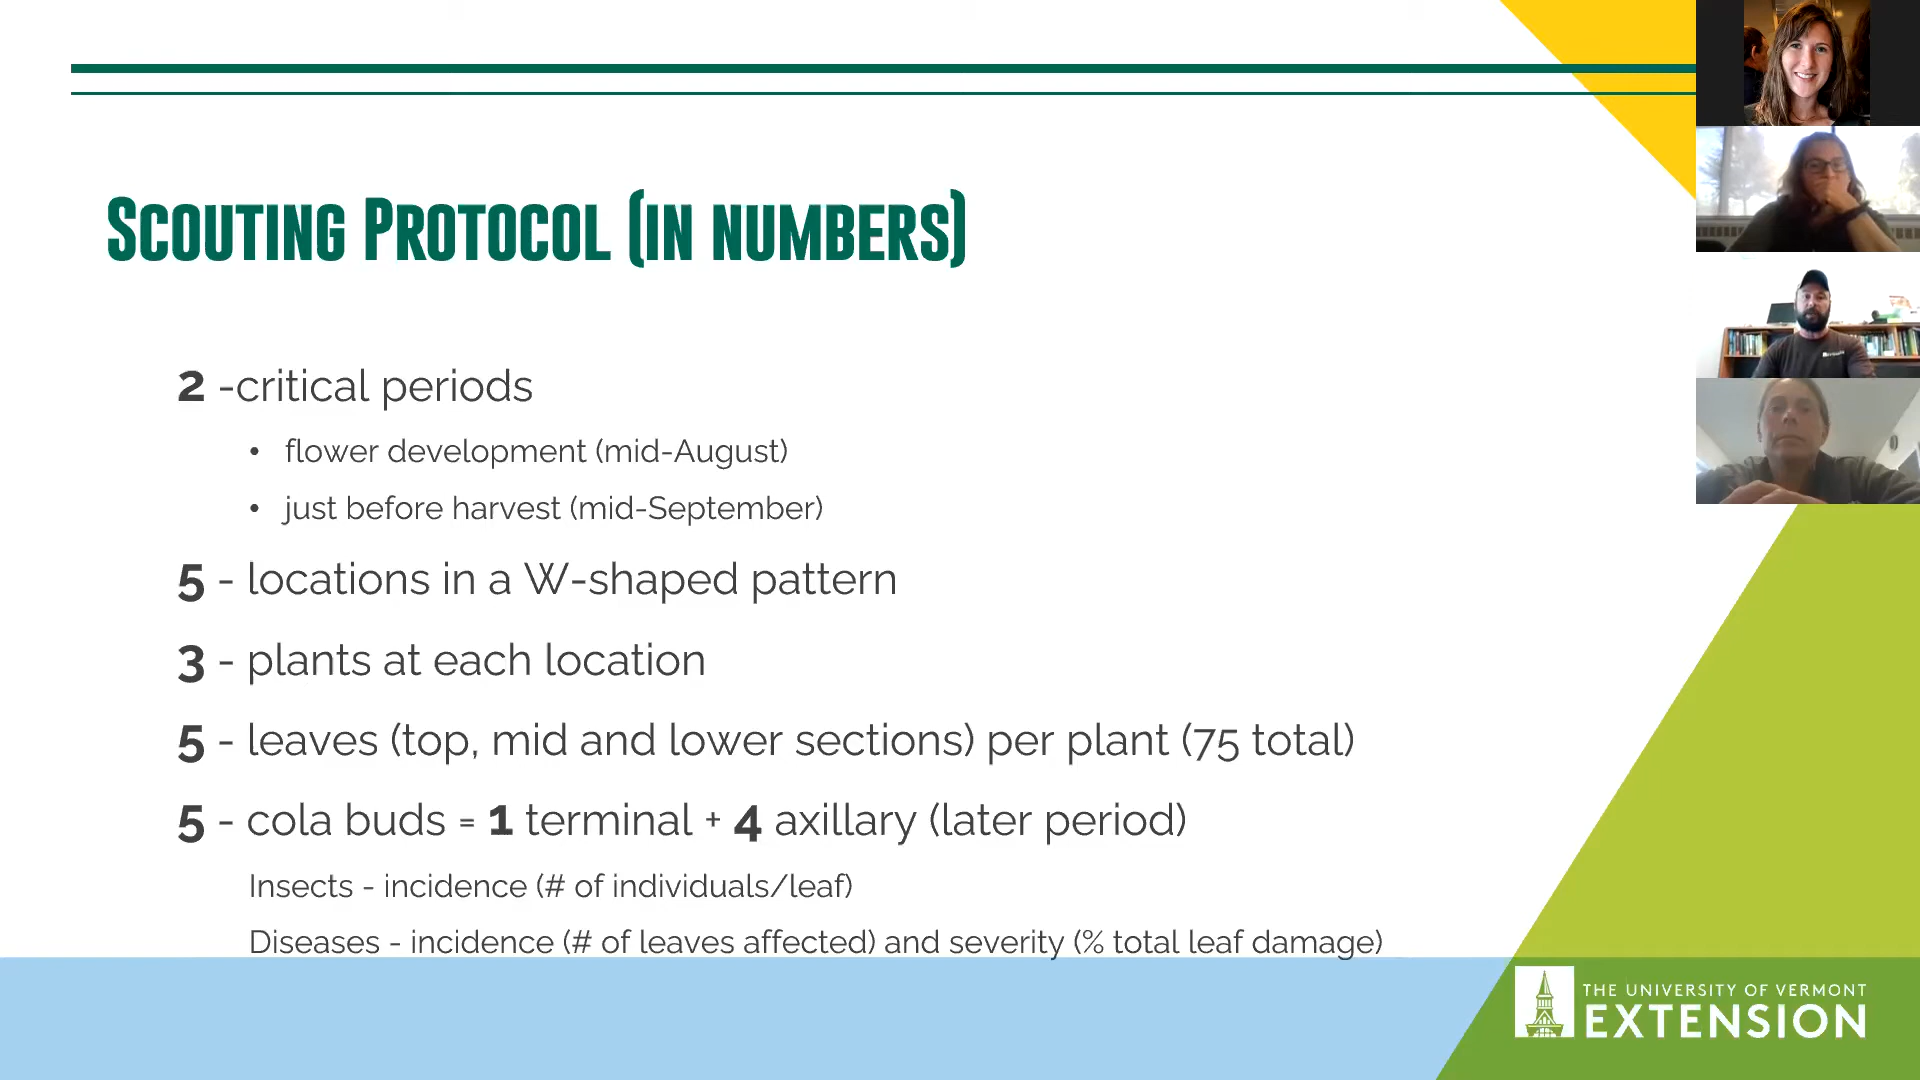 Scouting Protocol (in numbers)
2 -critical periods
• flower development (mid-August)
• just before harvest (mid-September)
5 - locations in a W-shaped pattern
3 - plants at each location
5 - leaves (top, mid and lower sections) per plant (75 total)
5 - cola buds = 1 terminal + 4 axillary (later period)
Insects - incidence (# of individuals/leaf)
Diseases - incidence (# of leaves affected) and severity (% total leaf damage)
THE UNIVERSITY OF VERMONT
EXTENSION